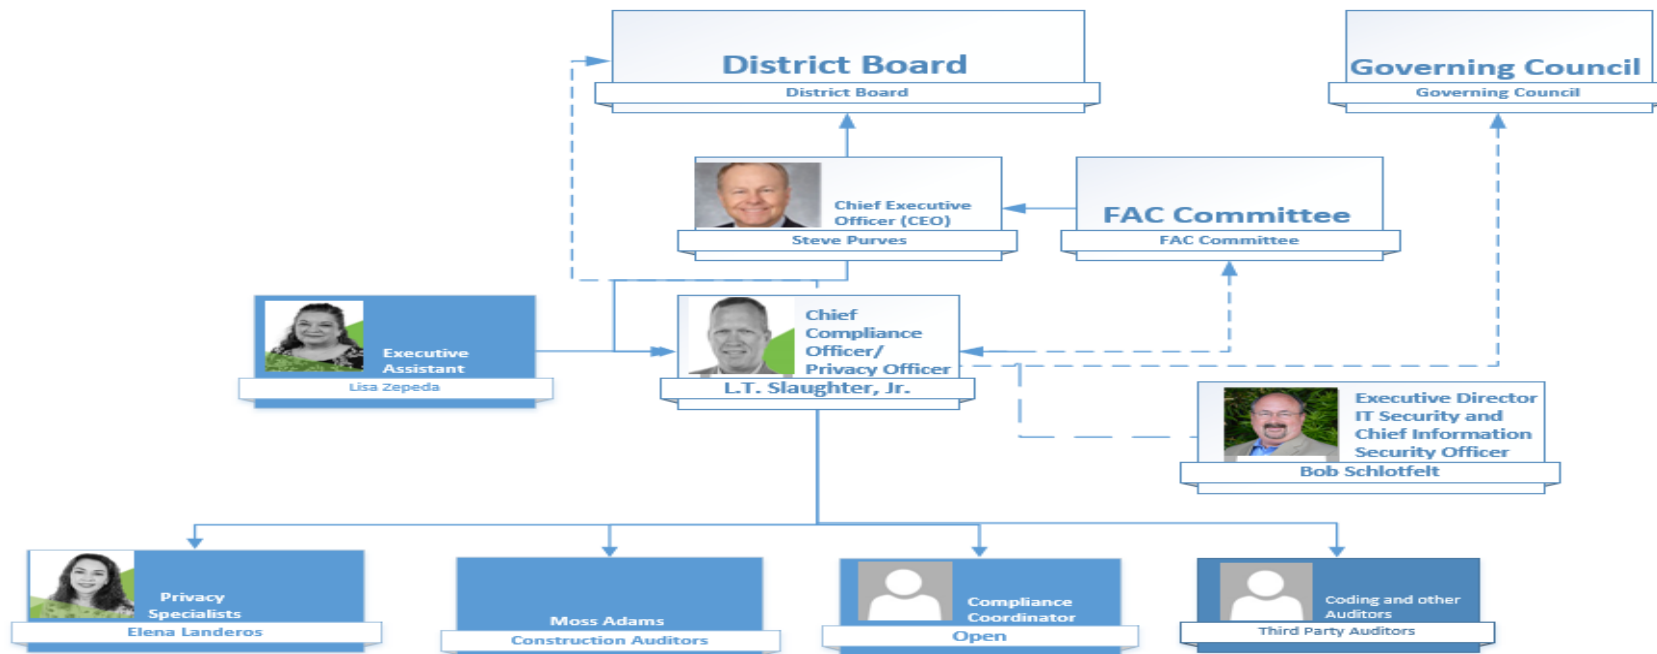 District Board
District Board
Governing Council
Governing Council
Chief Executive
Officer (CEO)
Steve Purves
FAC Committee
FAC Committee
Executive
Assistant
Lisa Zepeda
Chief
Compliance
Officer/
Privacy Officer
L.T. Slaughter, Jr.
Executive Director
IT Security and
Chief Information
Security Officer
Bob Schlotfelt
Privacy
Specialists
Elena Landeros
Moss Adams
Construction Auditors
Compliance
Coordinator
Open
Coding and other
Auditors
Third Party Auditors